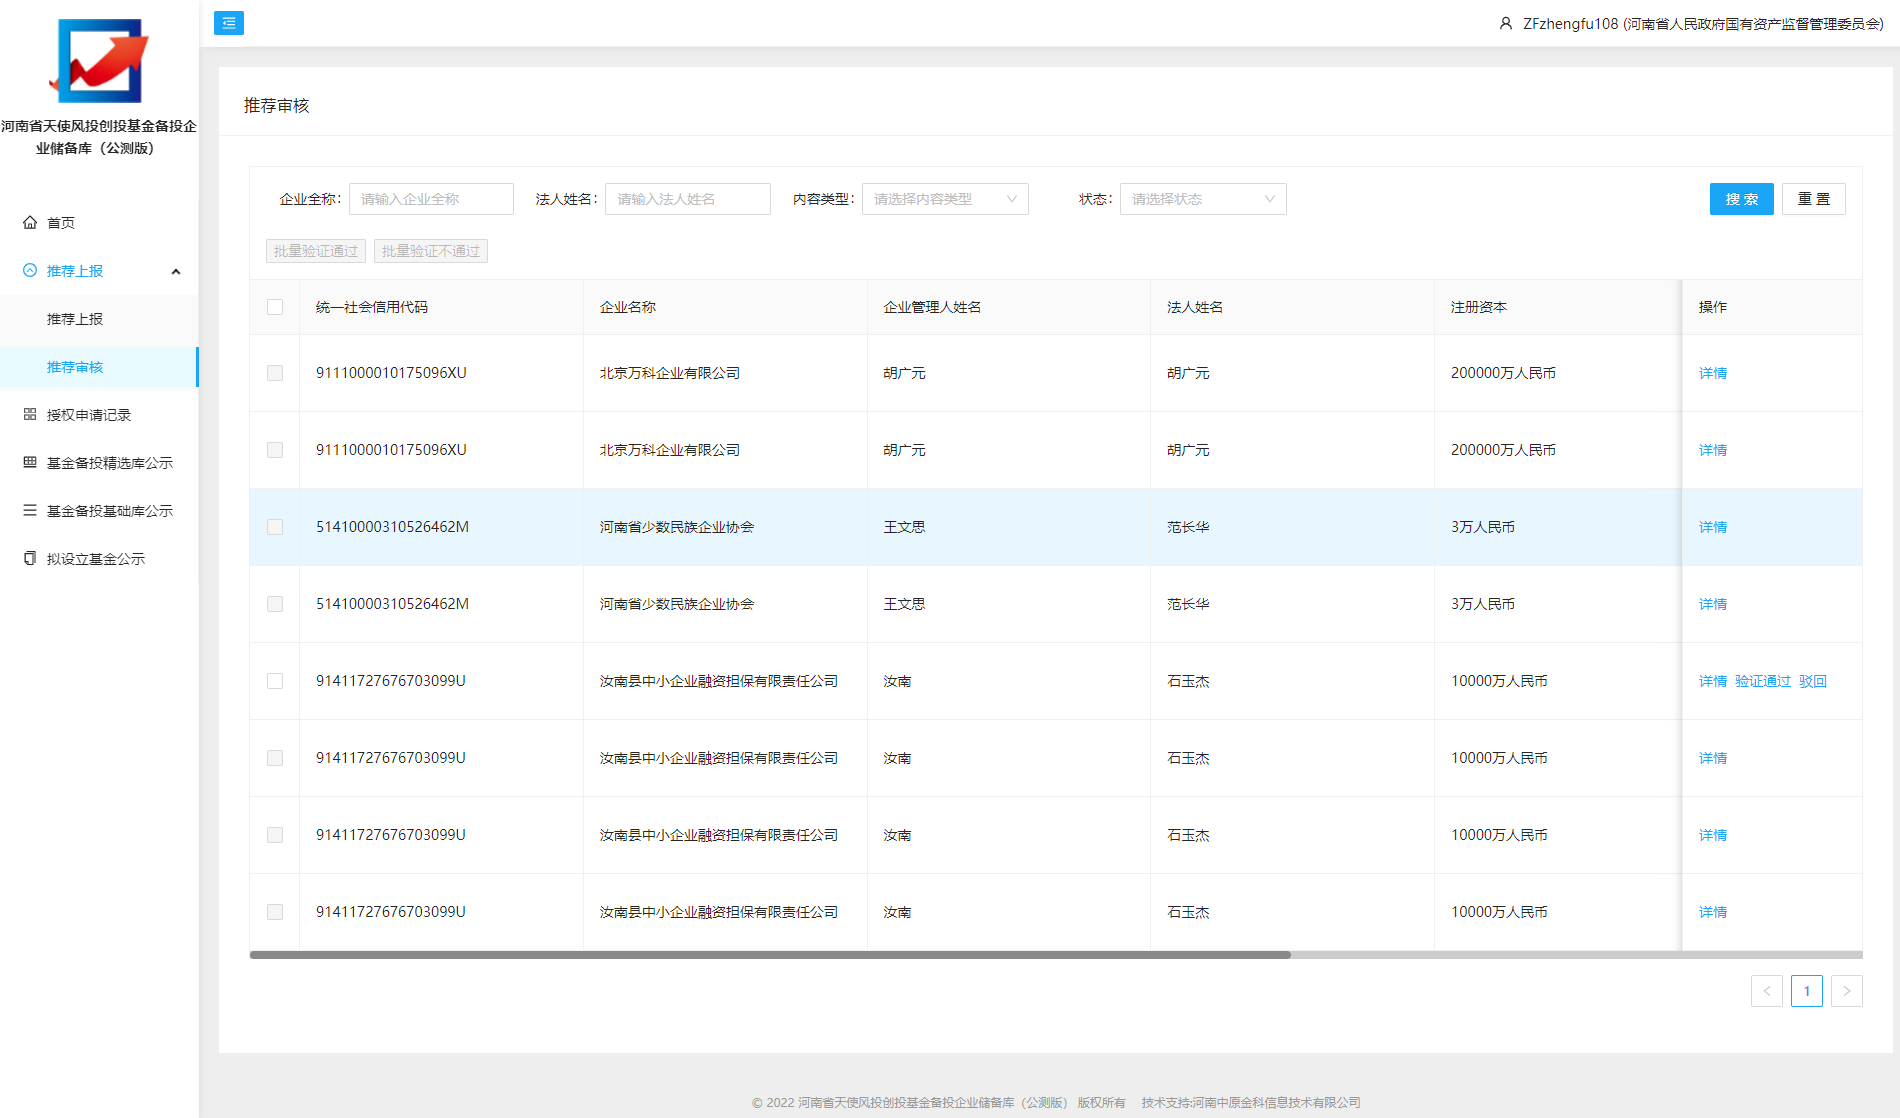 河南省天使风投创投基金备投企
业储备库（公测版）
首页
推荐上报
推荐上报
推荐审核
授权申请记录
基金备投精选库公示
基金备投基础库公示
拟设立基金公示
ZFzhengfu108 (河南省人民政府国有资产监督管理委员会)
推荐审核
企业全称: 请输入企业全称 法人姓名: 请输入法人姓名 内容类型: 请选择内容类型 状态: 请选择状态 搜 索 重 置
批量验证通过 批量验证不通过
统一社会信用代码 企业名称 企业管理人姓名 法人姓名 注册资本 操作
9111000010175096XU 北京万科企业有限公司 胡广元 胡广元 200000万人民币 详情
9111000010175096XU 北京万科企业有限公司 胡广元 胡广元 200000万人民币 详情
51410000310526462M 河南省少数民族企业协会 王文思 范长华 3万人民币 详情
51410000310526462M 河南省少数民族企业协会 王文思 范长华 3万人民币 详情
91411727676703099U 汝南县中小企业融资担保有限责任公司 汝南 石玉杰 10000万人民币 详情 验证通过 驳回
91411727676703099U 汝南县中小企业融资担保有限责任公司 汝南 石玉杰 10000万人民币 详情
91411727676703099U 汝南县中小企业融资担保有限责任公司 汝南 石玉杰 10000万人民币 详情
91411727676703099U 汝南县中小企业融资担保有限责任公司 汝南 石玉杰 10000万人民币 详情
< 1 >
© 2022 河南省天使风投创投基金备投企业储备库（公测版） 版权所有 技术支持:河南中原金科信息技术有限公司